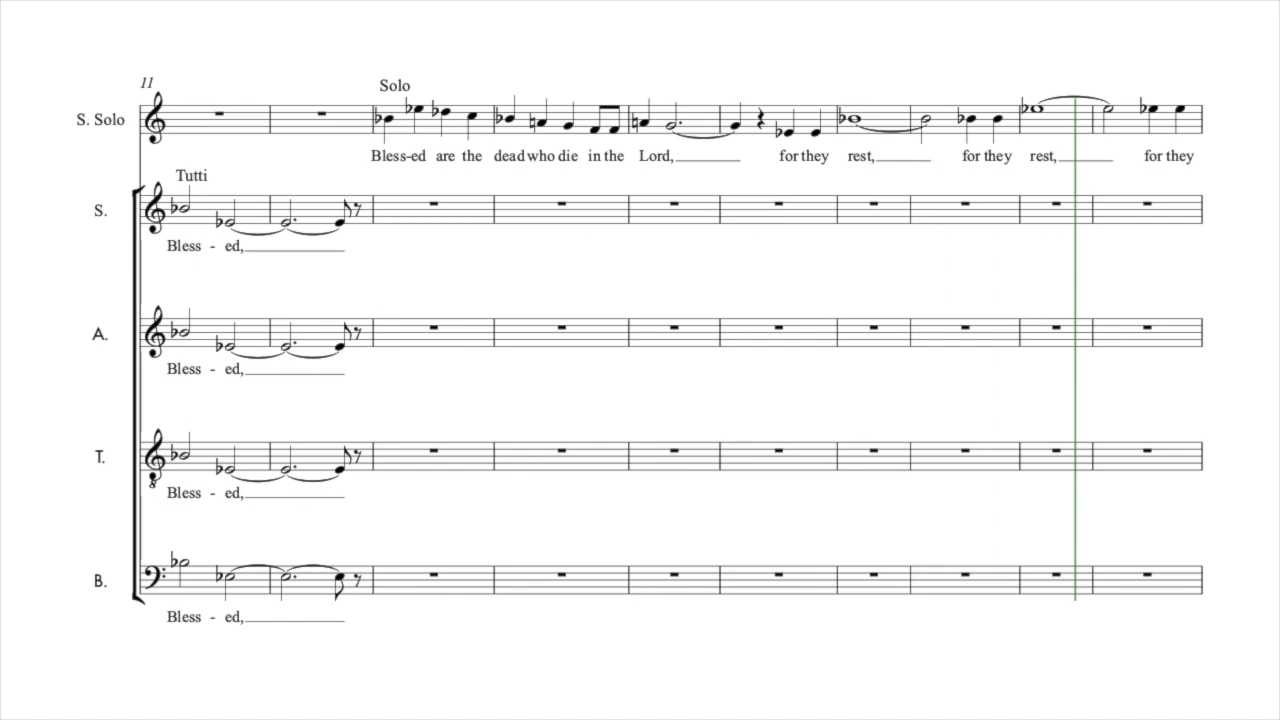 11
Solo
S. Solo
Bless-ed are the dead who die in the Lord, for they rest, for they rest, for they
Tutti
S.
Bless - ed,
A.
Bless - ed,
T.
8
Bless - ed,
B.
Bless - ed,